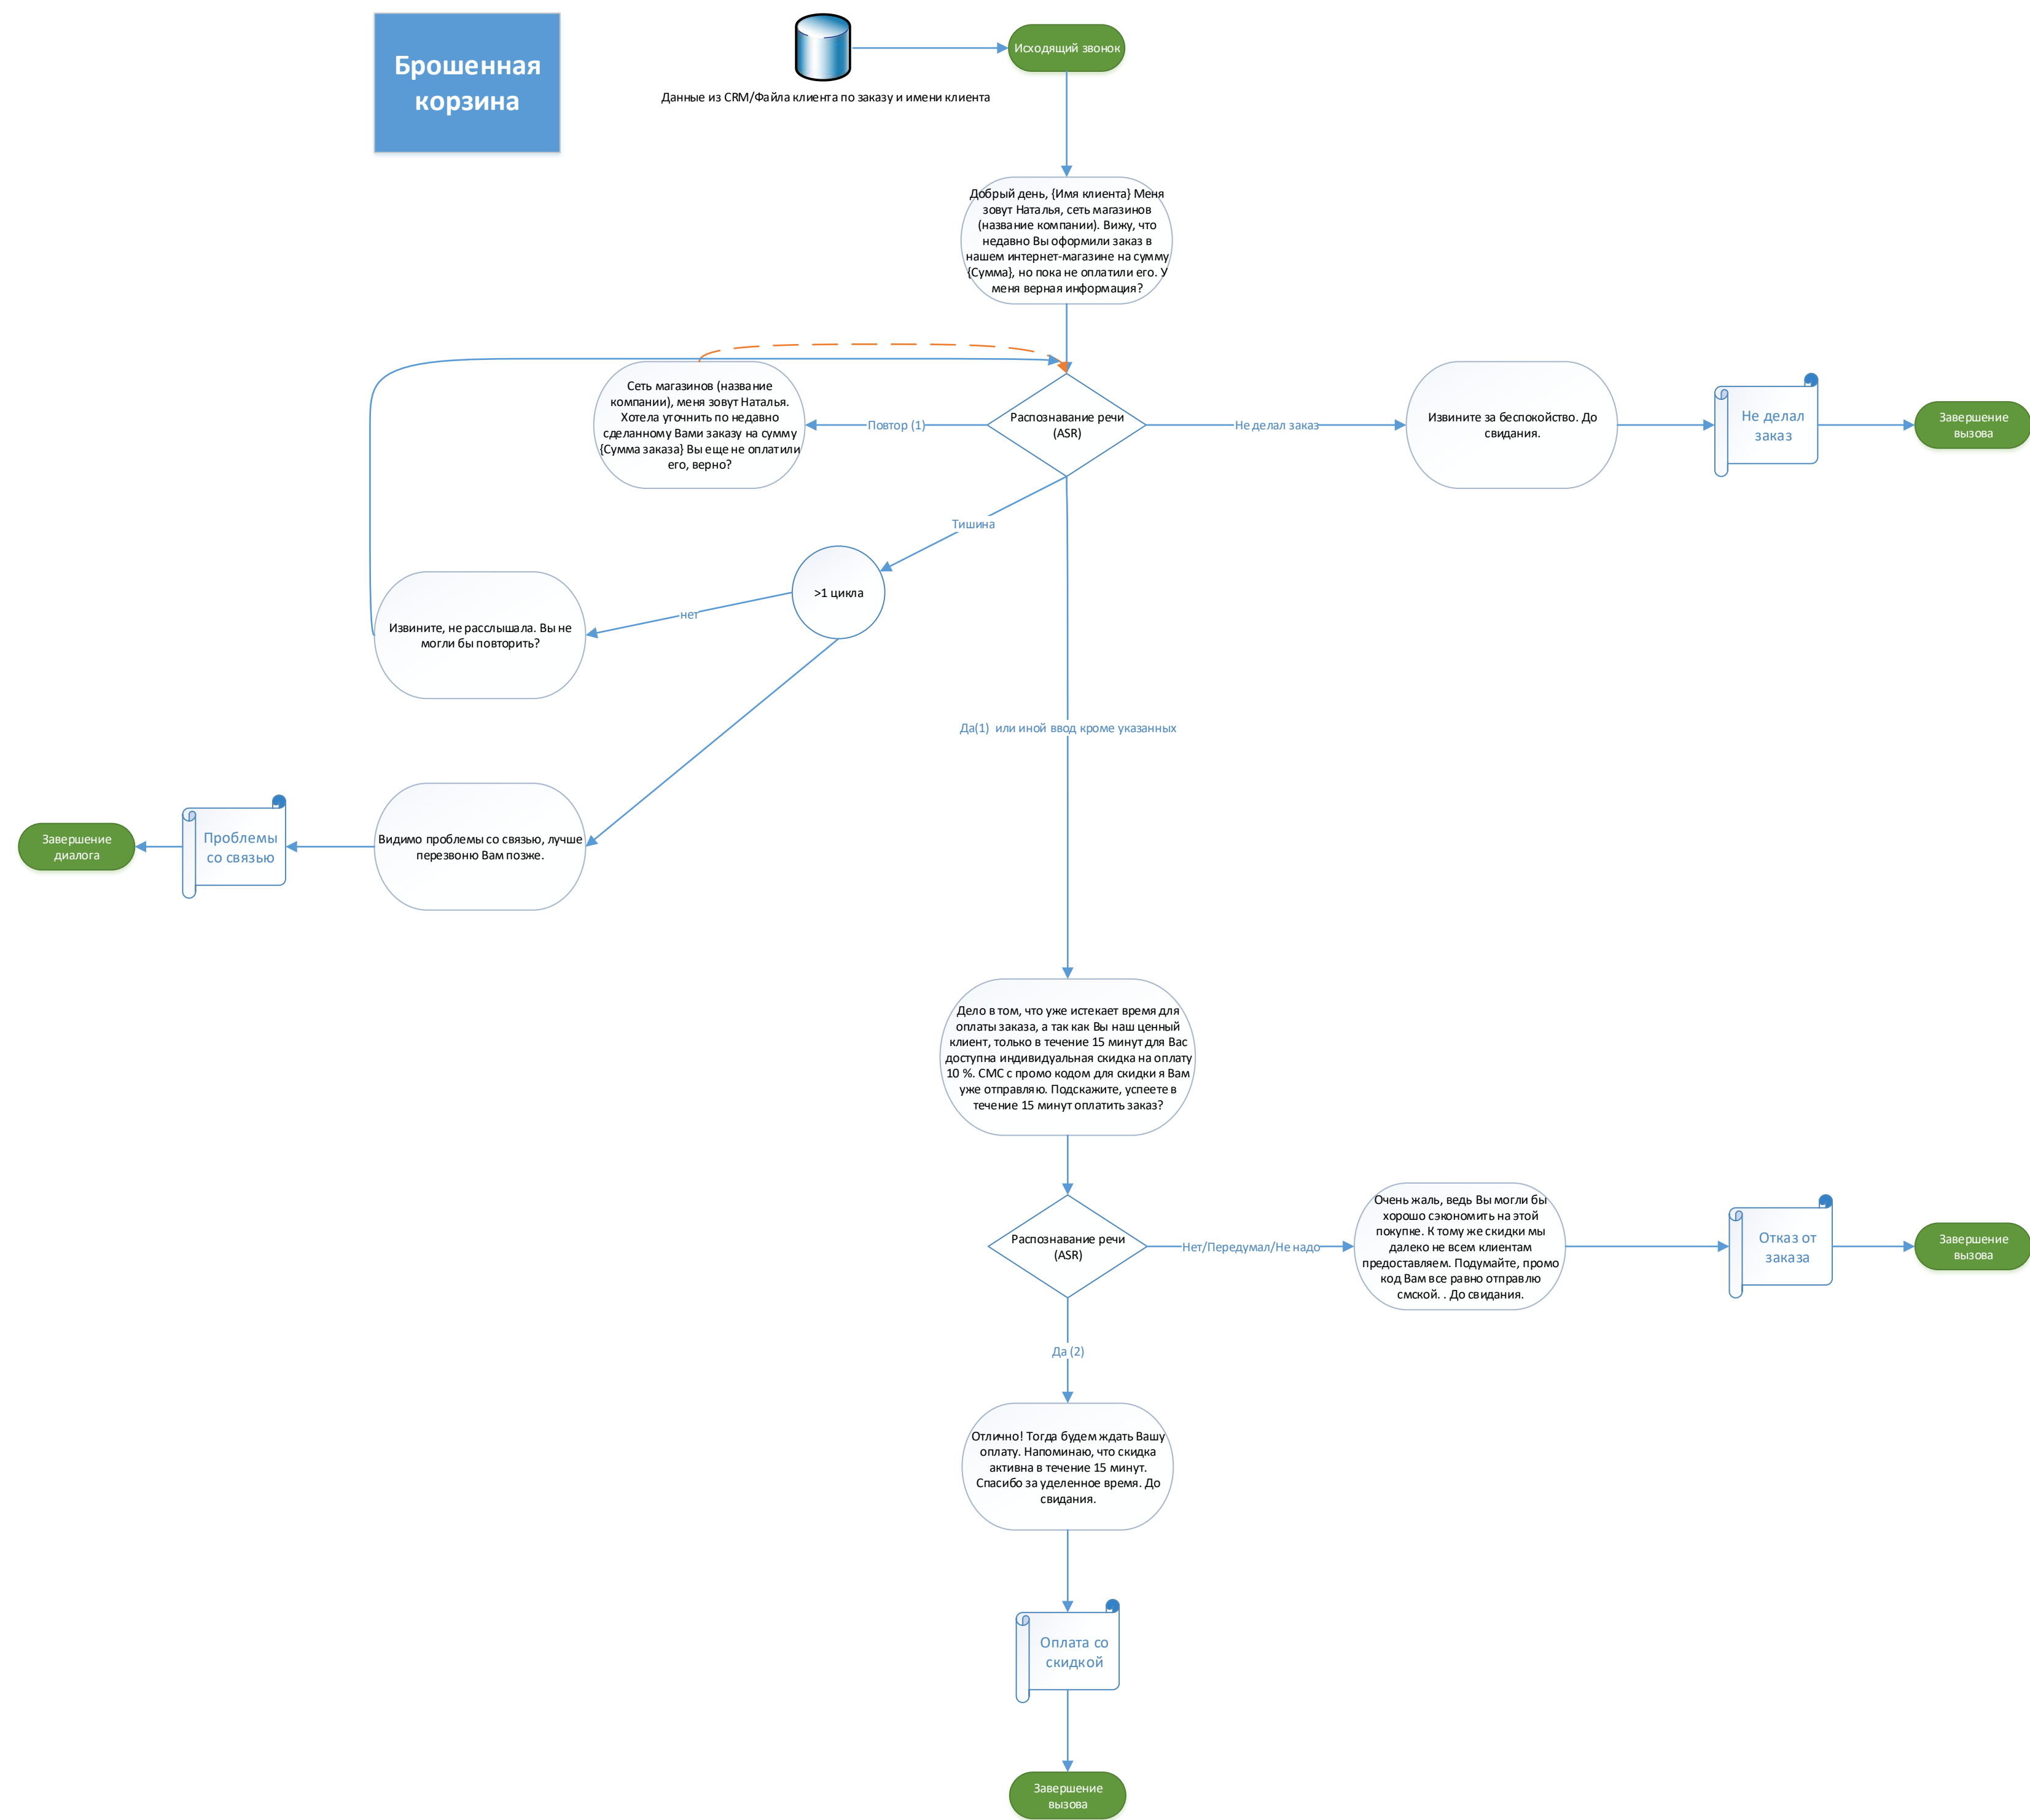 Брошенная
корзина
Исходящий звонок
Данные из CRM/Файла клиента по заказу и имени клиента
Добрый день, {Имя клиента} Меня
зовут Наталья, сеть магазинов
(название компании). Вижу, что
недавно Вы оформили заказ в
нашем интернет-магазине на сумму
{Сумма}, но пока не оплатили его. У
меня верная информация?
Сеть магазинов (название
компании), меня зовут Наталья.
Хотела уточнить по недавно
сделанному Вами заказу на сумму
{Сумма заказа} Вы еще не оплатили
его, верно?
Повтор (1)
Распознавание речи
(ASR)
Не делал заказ
Извините за беспокойство. До
свидания.
Не делал
заказ
Завершение
вызова
Тишина
>1 цикла
нет
Извините, не расслышала. Вы не
могли бы повторить?
Да(1)  или иной ввод кроме указанных
Завершение
диалога
Проблемы
со связью
Видимо проблемы со связью, лучше
перезвоню Вам позже.
Дело в том, что уже истекает время для
оплаты заказа, а так как Вы наш ценный
клиент, только в течение 15 минут для Вас
доступна индивидуальная скидка на оплату
10 %. СМС с промо кодом для скидки я Вам
уже отправляю. Подскажите, успеете в
течение 15 минут оплатить заказ?
Распознавание речи
(ASR)
Нет/Передумал/Не надо
Очень жаль, ведь Вы могли бы
хорошо сэкономить на этой
покупке. К тому же скидки мы
далеко не всем клиентам
предоставляем. Подумайте, промо
код Вам все равно отправлю
смской. . До свидания.
Отказ от
заказа
Завершение
вызова
Да (2)
Отлично! Тогда будем ждать Вашу
оплату. Напоминаю, что скидка
активна в течение 15 минут.
Спасибо за уделенное время. До
свидания.
Оплата со
скидкой
Завершение
вызова